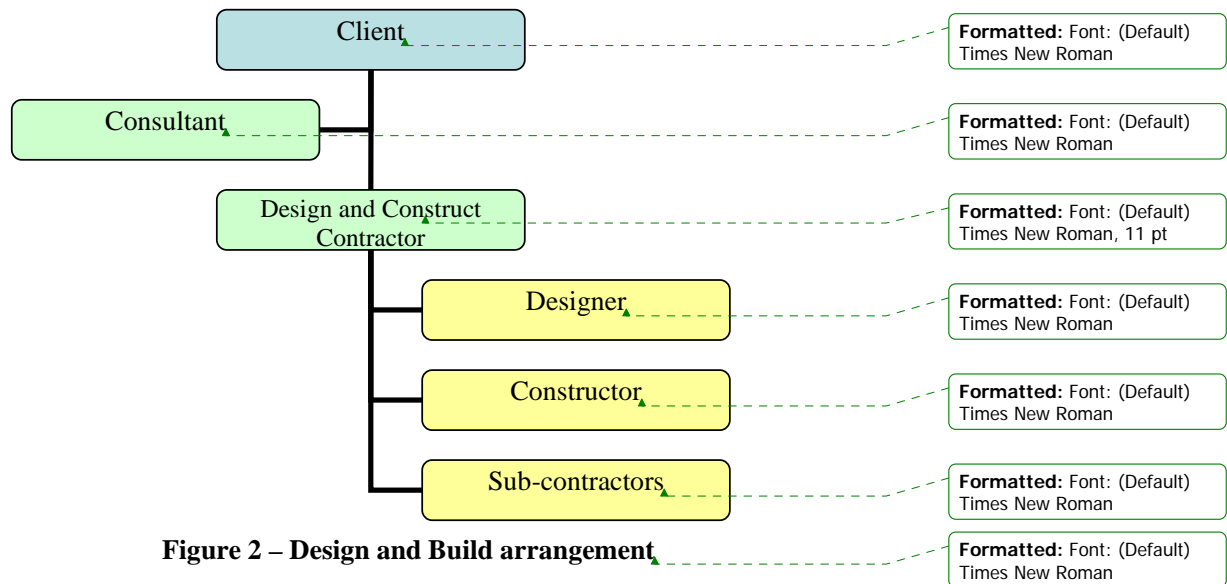 Client
Formatted: Font: (Default)
Times New Roman
Consultant
Formatted: Font: (Default)
Times New Roman
Design and Construct
Contractor
Formatted: Font: (Default)
Times New Roman, 11 pt
Designer
Formatted: Font: (Default)
Times New Roman
Constructor
Formatted: Font: (Default)
Times New Roman
Sub-contractors
Formatted: Font: (Default)
Times New Roman
Figure 2 – Design and Build arrangement
Formatted: Font: (Default)
Times New Roman